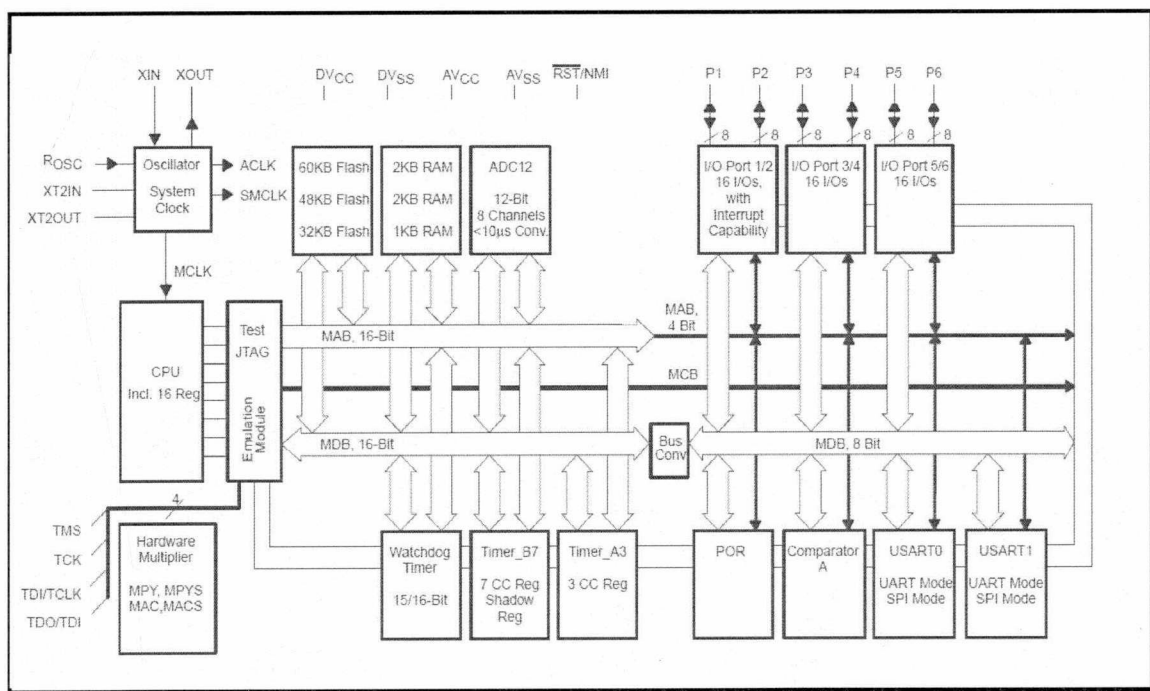 XIN XOUT DVCC DVSS AVCC AVSS RST/NMI P1 P2 P3 P4 P5 P6
8 8 8 8 8 8
ROSC
XT2IN
XT2OUT
Oscillator
System
Clock
ACLK
SMCLK
MCLK
60KB Flash
48KB Flash
32KB Flash
2KB RAM
2KB RAM
1KB RAM
ADC12
12-Bit
8 Channels
<10µs Conv.
I/O Port 1/2
16 I/Os,
with
Interrupt
Capability
I/O Port 3/4
16 I/Os
I/O Port 5/6
16 I/Os
CPU
Incl. 16 Reg
Test
JTAG
Emulation
Module
MAB, 16-Bit
MAB,
4 Bit
MCB
MDB, 16-Bit
Bus
Conv
MDB, 8 Bit
4
TMS
TCK
TDI/TCLK
TDO/TDI
Hardware
Multiplier
MPY, MPYS
MAC,MACS
Watchdog
Timer
15/16-Bit
Timer_B7
7 CC Reg
Shadow
Reg
Timer_A3
3 CC Reg
POR
Comparator
A
USART0
UART Mode
SPI Mode
USART1
UART Mode
SPI Mode